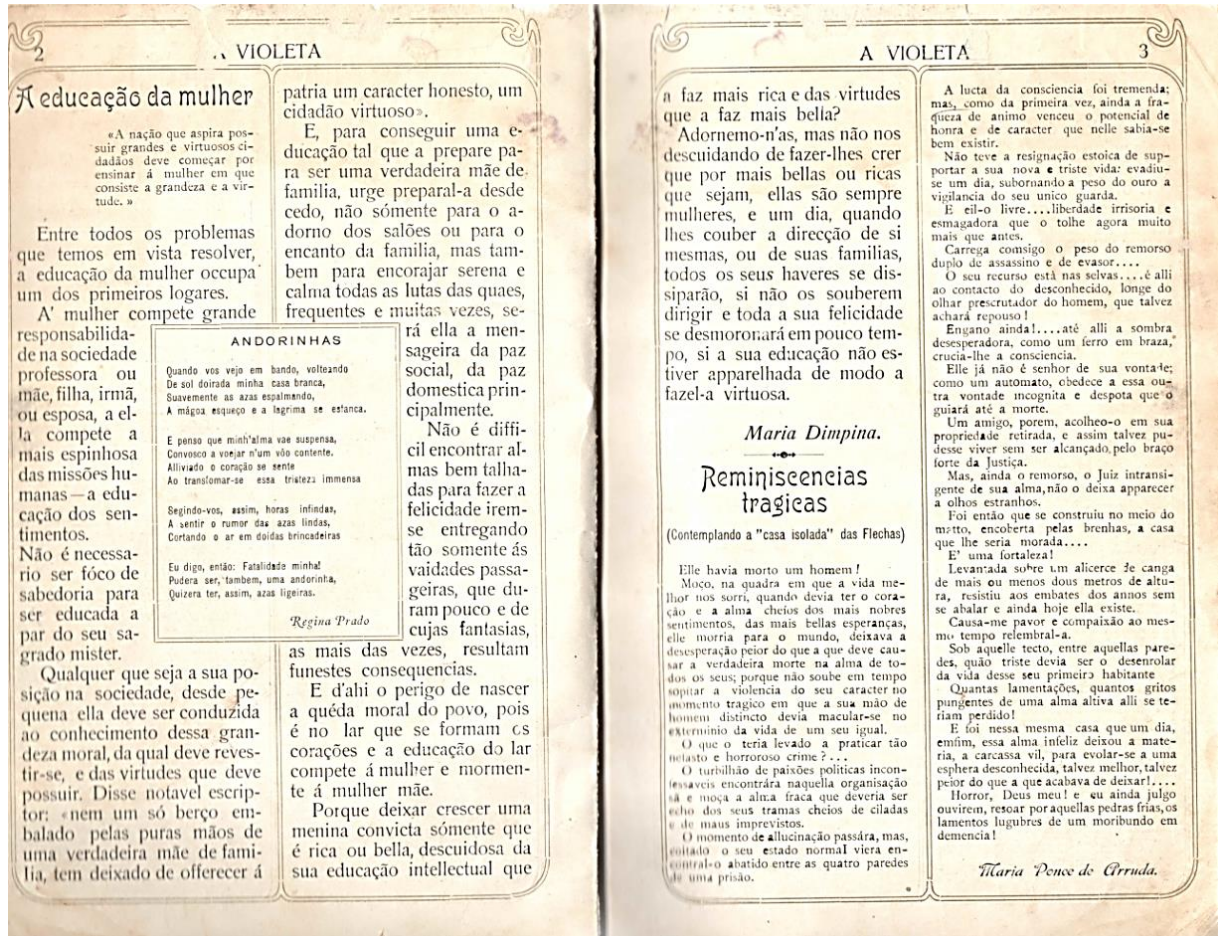 2
A VIOLETA
A educação da mulher
«A nação que aspira pos-
suir grandes e virtuosos ci-
dadãos deve começar por
ensinar á mulher em que
consiste a grandeza e a vir-
tude. »
Entre todos os problemas
que temos em vista resolver,
a educação da mulher occupa
um dos primeiros logares.
A' mulher compete grande
responsabilida-
de na sociedade
professora ou
mãe, filha, irmã,
ou esposa, a el-
la compete a
mais espinhosa
das missões hu-
manas — a edu-
cação dos sen-
timentos.
Não é necessa-
rio ser fóco de
sabedoria para
ser educada a
par do seu sa-
grado mister.
Qualquer que seja a sua po-
sição na sociedade, desde pe-
quena ella deve ser conduzida
ao conhecimento dessa gran-
deza moral, da qual deve reves-
tir-se, e das virtudes que deve
possuir. Disse notavel escrip-
tor: «nem um só berço em-
balado pelas puras mãos de
uma verdadeira mãe de fami-
lia, tem deixado de offerecer á
patria um caracter honesto, um
cidadão virtuoso».
E, para conseguir uma e-
ducação tal que a prepare pa-
ra ser uma verdadeira mãe de
familia, urge preparal-a desde
cedo, não sómente para o a-
dorno dos salões ou para o
encanto da familia, mas tam-
bem para encorajar serena e
calma todas as lutas das quaes,
frequentes e muitas vezes, se-
rá ella a men-
sageira da paz
social, da paz
domestica prin-
cipalmente.
Não é diffi-
cil encontrar al-
mas bem talha-
das para fazer a
felicidade irem-
se entregando
tão somente ás
vaidades passa-
geiras, que du-
ram pouco e de
cujas fantasias,
as mais das vezes, resultam
funestes consequencias.
E d'ahi o perigo de nascer
a quéda moral do povo, pois
é no lar que se formam os
corações e a educação do lar
compete á mulher e mormen-
te á mulher mãe.
Porque deixar crescer uma
menina convicta sómente que
é rica ou bella, descuidosa da
sua educação intellectual que
ANDORINHAS
Quando vos vejo em bando, volteando
De sol doirada minha casa branca,
Suavemente as azas espalmando,
A mágoa esqueço e a lagrima se estanca.
E penso que minh'alma vae suspensa,
Convosco a voejar n'um vôo contente.
Alliviado o coração se sente
Ao transfomar-se essa tristeza immensa
Segindo-vos, assim, horas infindas,
A sentir o rumor das azas lindas,
Cortando o ar em doidas brincadeiras
Eu digo, então: Fatalidade minha!
Pudera ser, tambem, uma andorinha,
Quizera ter, assim, azas ligeiras.
Regina Prado
A VIOLETA
3
a faz mais rica e das virtudes
que a faz mais bella?
Adornemo-n'as, mas não nos
descuidando de fazer-lhes crer
que por mais bellas ou ricas
que sejam, ellas são sempre
mulheres, e um dia, quando
lhes couber a direcção de si
mesmas, ou de suas familias,
todos os seus haveres se dis-
siparão, si não os souberem
dirigir e toda a sua felicidade
se desmoronará em pouco tem-
po, si a sua educação não es-
tiver apparelhada de modo a
fazel-a virtuosa.
Maria Dimpina.
Reminiscencias
tragicas
(Contemplando a "casa isolada" das Flechas)
Elle havia morto um homem !
Moço, na quadra em que a vida me-
lhor nos sorri, quando devia ter o cora-
ção e a alma cheios dos mais nobres
sentimentos, das mais bellas esperanças,
elle morria para o mundo, deixava a
desesperação peior do que a que deve cau-
sar a verdadeira morte na alma de to-
dos os seus; porque não soube em tempo
sopitar a violencia do seu caracter no
momento tragico em que a sua mão de
homem distincto devia macular-se no
exterminio da vida de um seu igual.
O que o teria levado a praticar tão
nefasto e horroroso crime ?...
O turbilhão de paixões politicas incon-
fessaveis encontrára naquella organisação
sã e moça a alma fraca que deveria ser
echo dos seus tramas cheios de ciladas
e de maus imprevistos.
O momento de allucinação passára, mas,
voltado o seu estado normal viera en-
contral-o abatido entre as quatro paredes
de uma prisão.
A lucta da consciencia foi tremenda;
mas, como da primeira vez, ainda a fra-
queza de animo venceu o potencial de
honra e de caracter que nelle sabia-se
bem existir.
Não teve a resignação estoica de sup-
portar a sua nova e triste vida: evadiu-
se um dia, subornando a peso do ouro a
vigilancia do seu unico guarda.
E eil-o livre....liberdade irrisoria e
esmagadora que o tolhe agora muito
mais que antes.
Carrega comsigo o peso do remorso
duplo de assassino e de evasor....
O seu recurso está nas selvas....é alli
ao contacto do desconhecido, longe do
olhar prescrutador do homem, que talvez
achará repouso !
Engano ainda!....até alli a sombra
desesperadora, como um ferro em braza,
crucia-lhe a consciencia.
Elle já não é senhor de sua vontade;
como um automato, obedece a essa ou-
tra vontade incognita e despota que o
guiará até a morte.
Um amigo, porem, acolheo-o em sua
propriedade retirada, e assim talvez pu-
desse viver sem ser alcançado, pelo braço
forte da Justiça.
Mas, ainda o remorso, o Juiz intransi-
gente de sua alma, não o deixa apparecer
a olhos estranhos.
Foi então que se construiu no meio do
matto, encoberta pelas brenhas, a casa
que lhe seria morada....
E' uma fortaleza!
Levantada sobre um alicerce de canga
de mais ou menos dous metros de altu-
ra, resistiu aos embates dos annos sem
se abalar e ainda hoje ella existe.
Causa-me pavor e compaixão ao mes-
mo tempo relembral-a.
Sob aquelle tecto, entre aquellas pare-
des, quão triste devia ser o desenrolar
da vida desse seu primeiro habitante
Quantas lamentações, quantos gritos
pungentes de uma alma altiva alli se te-
riam perdido!
E foi nessa mesma casa que um dia,
emfim, essa alma infeliz deixou a mate-
ria, a carcassa vil, para evolar-se a uma
esphera desconhecida, talvez melhor, talvez
peior do que a que acabava de deixar!....
Horror, Deus meu! e eu ainda julgo
ouvirem, resoar por aquellas pedras frias, os
lamentos lugubres de um moribundo em
demencia!
Maria Ponce de Arruda.